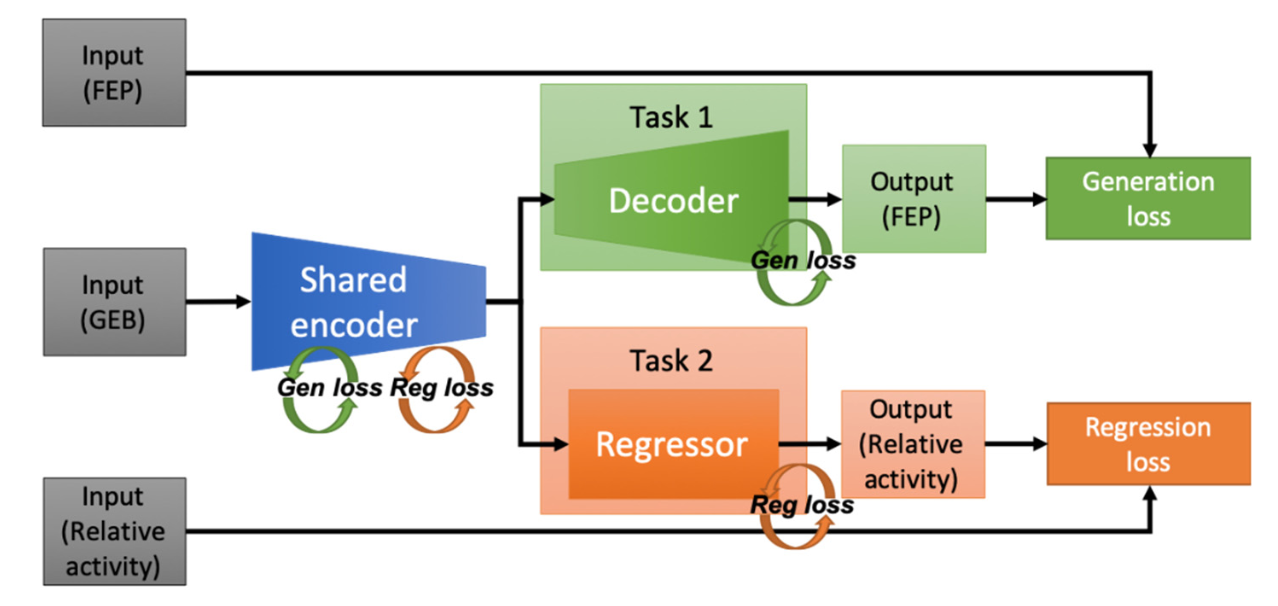 Input
(FEP)
Task 1
Decoder
Gen loss
Output
(FEP)
Generation
loss
Input
(GEB)
Shared
encoder
Gen loss
Reg loss
Task 2
Regressor
Reg loss
Output
(Relative
activity)
Regression
loss
Input
(Relative
activity)